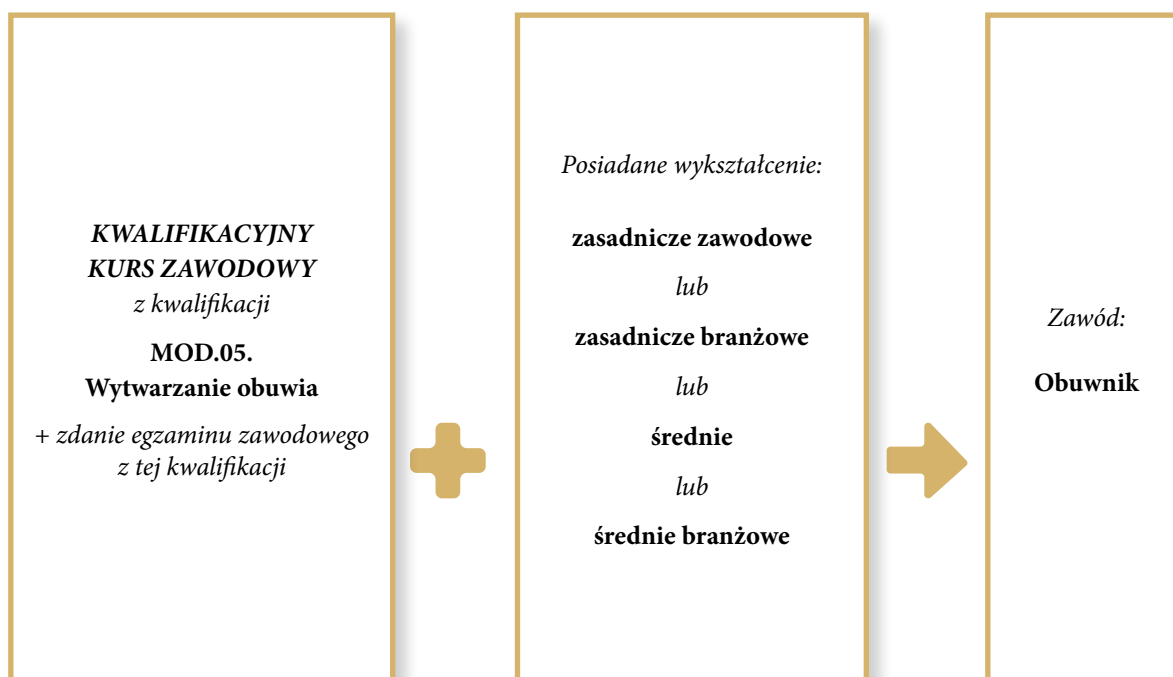 KWALIFIKACYJNY
KURS ZAWODOWY
z kwalifikacji
MOD.05.
Wytwarzanie obuwia
+ zdanie egzaminu zawodowego
z tej kwalifikacji
Posiadane wykształcenie:
zasadnicze zawodowe
lub
zasadnicze branżowe
lub
średnie
lub
średnie branżowe
Zawód:
Obuwnik